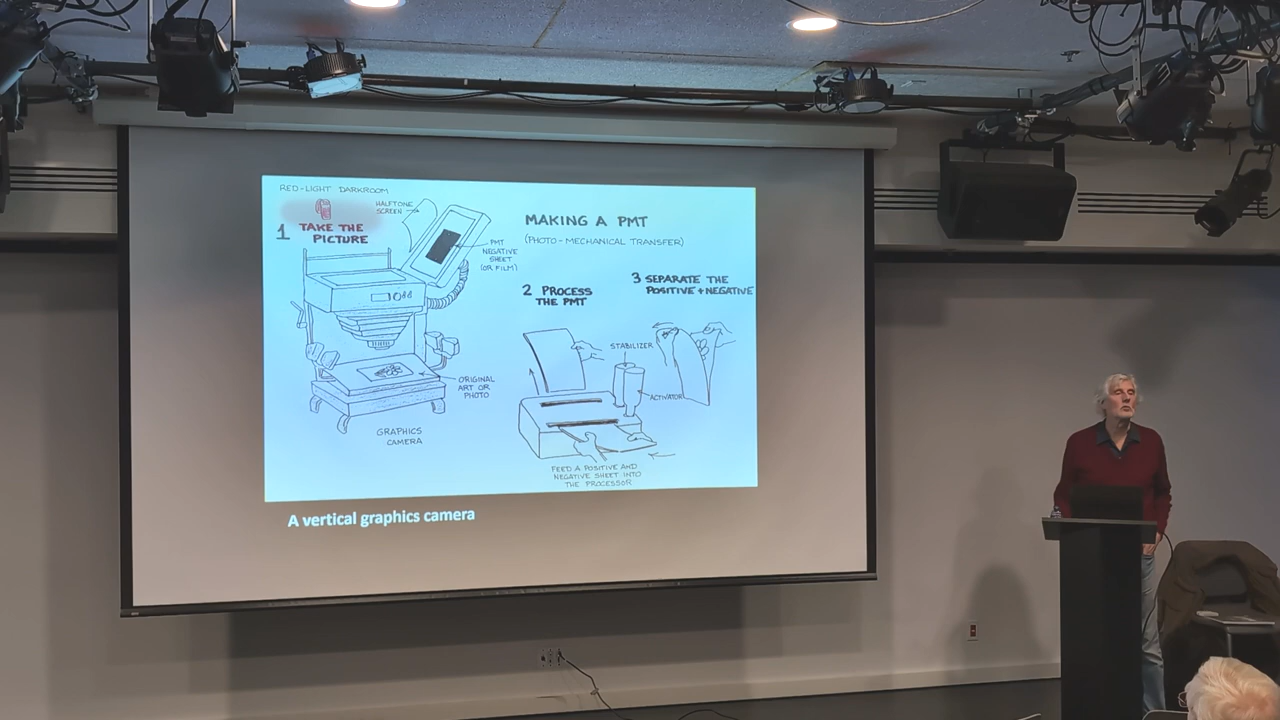 RED-LIGHT DARKROOM
1 TAKE THE
PICTURE
HALFTONE
SCREEN
PMT
NEGATIVE
SHEET
(OR FILM)
ORIGINAL
ART OR
PHOTO
GRAPHICS
CAMERA
MAKING A PMT
(PHOTO-MECHANICAL TRANSFER)
2 PROCESS
THE PMT
STABILIZER
ACTIVATOR
FEED A POSITIVE AND
NEGATIVE SHEET INTO
THE PROCESSOR
3 SEPARATE THE
POSITIVE + NEGATIVE
A vertical graphics camera